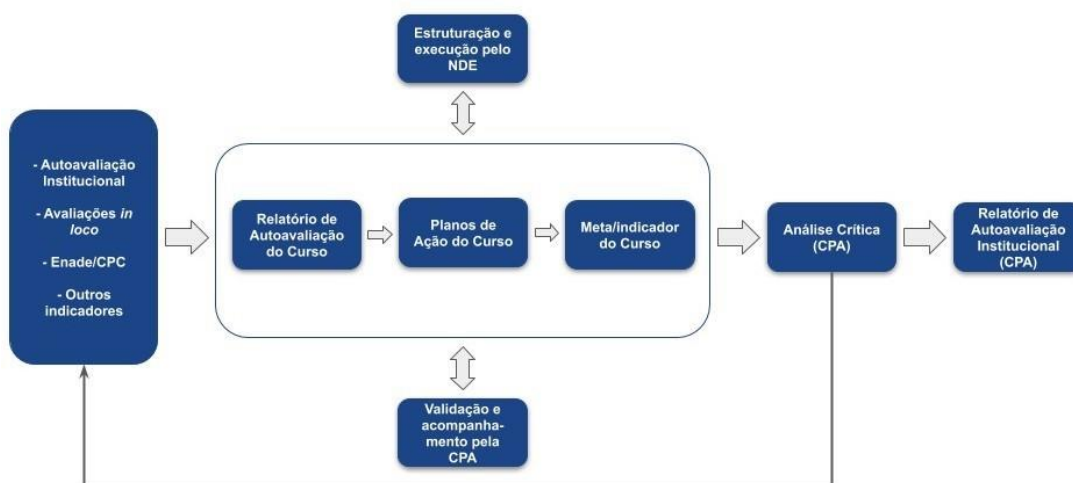 Estruturação e
execução pelo
NDE
- Autoavaliação
Institucional
- Avaliações in
loco
- Enade/CPC
- Outros
indicadores
Relatório de
Autoavaliação
do Curso
Planos de
Ação do Curso
Meta/indicador
do Curso
Análise Crítica
(CPA)
Relatório de
Autoavaliação
Institucional
(CPA)
Validação e
acompanha-
mento pela
CPA